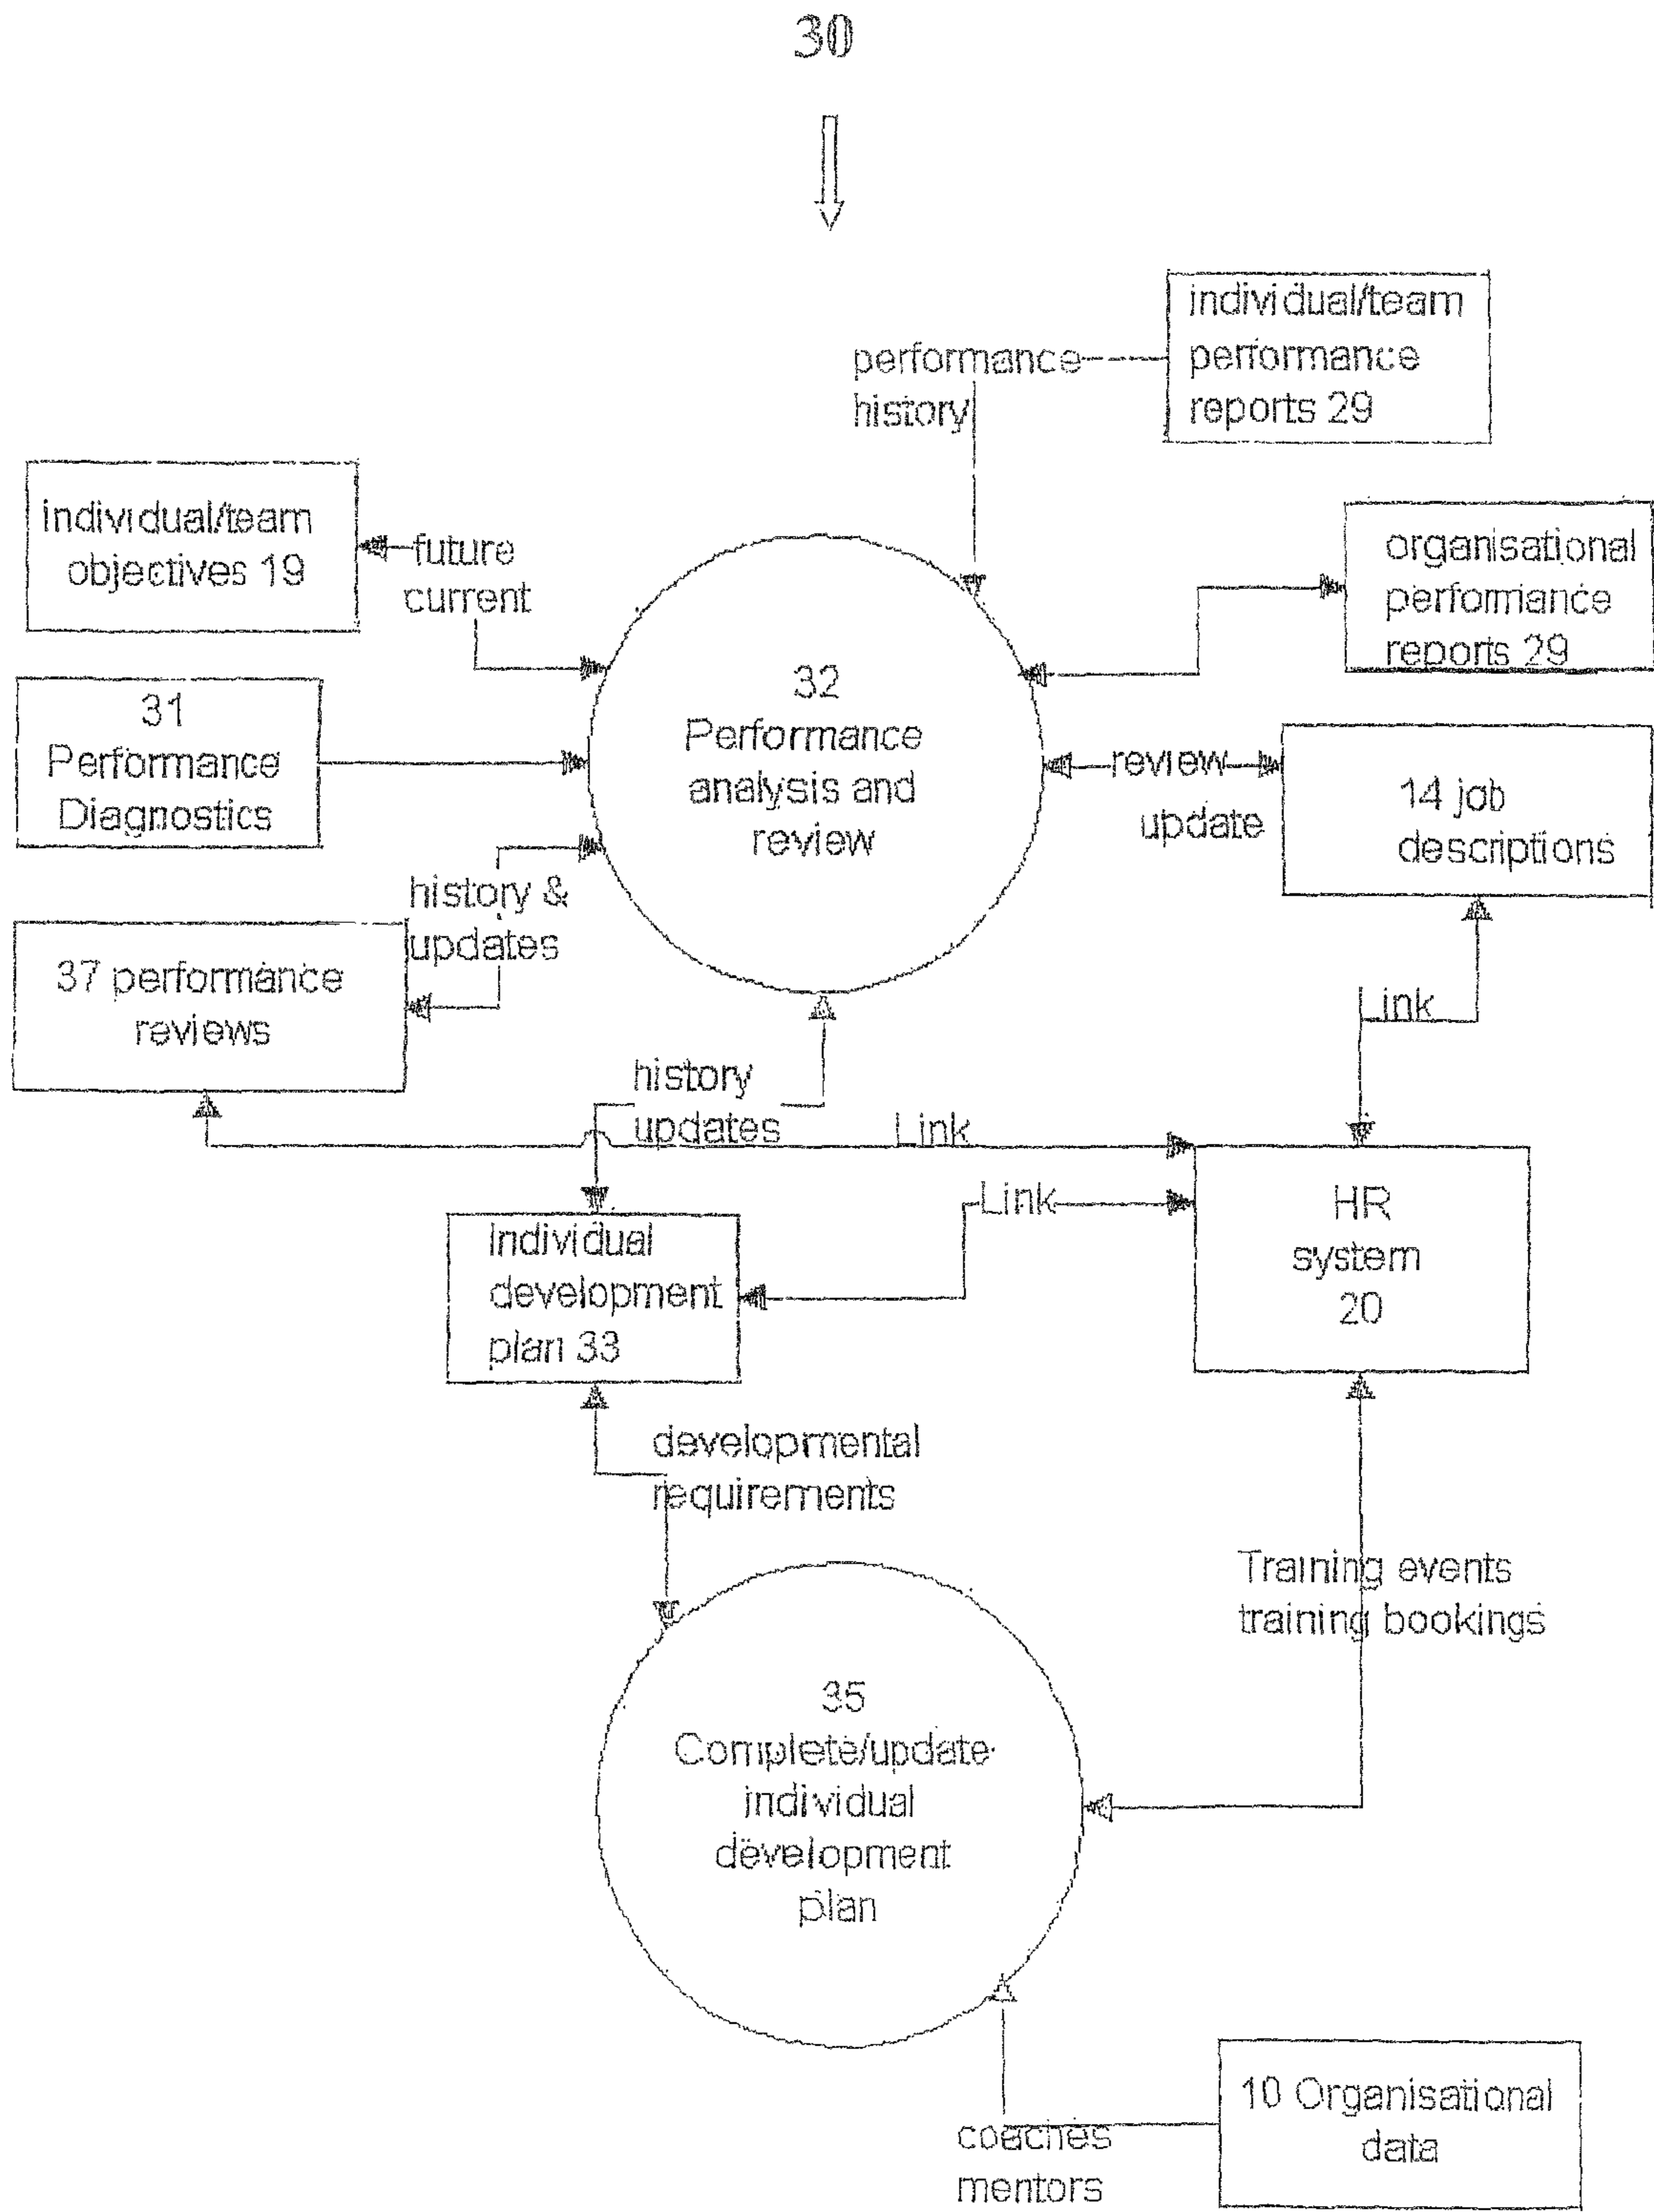 30
individual/team
performance
reports 29
performance
history
individual/team
objectives 19
future
current
organisational
performance
reports 29
32
Performance
analysis and
review
31
Performance
Diagnostics
review
update
14 job
descriptions
history &
updates
37 performance
reviews
Link
history
updates
Link
Link
HR
system
20
Individual
development
plan 33
developmental
requirements
Training events
training bookings
35
Complete/update
individual
development
plan
10 Organisational
data
coaches
mentors